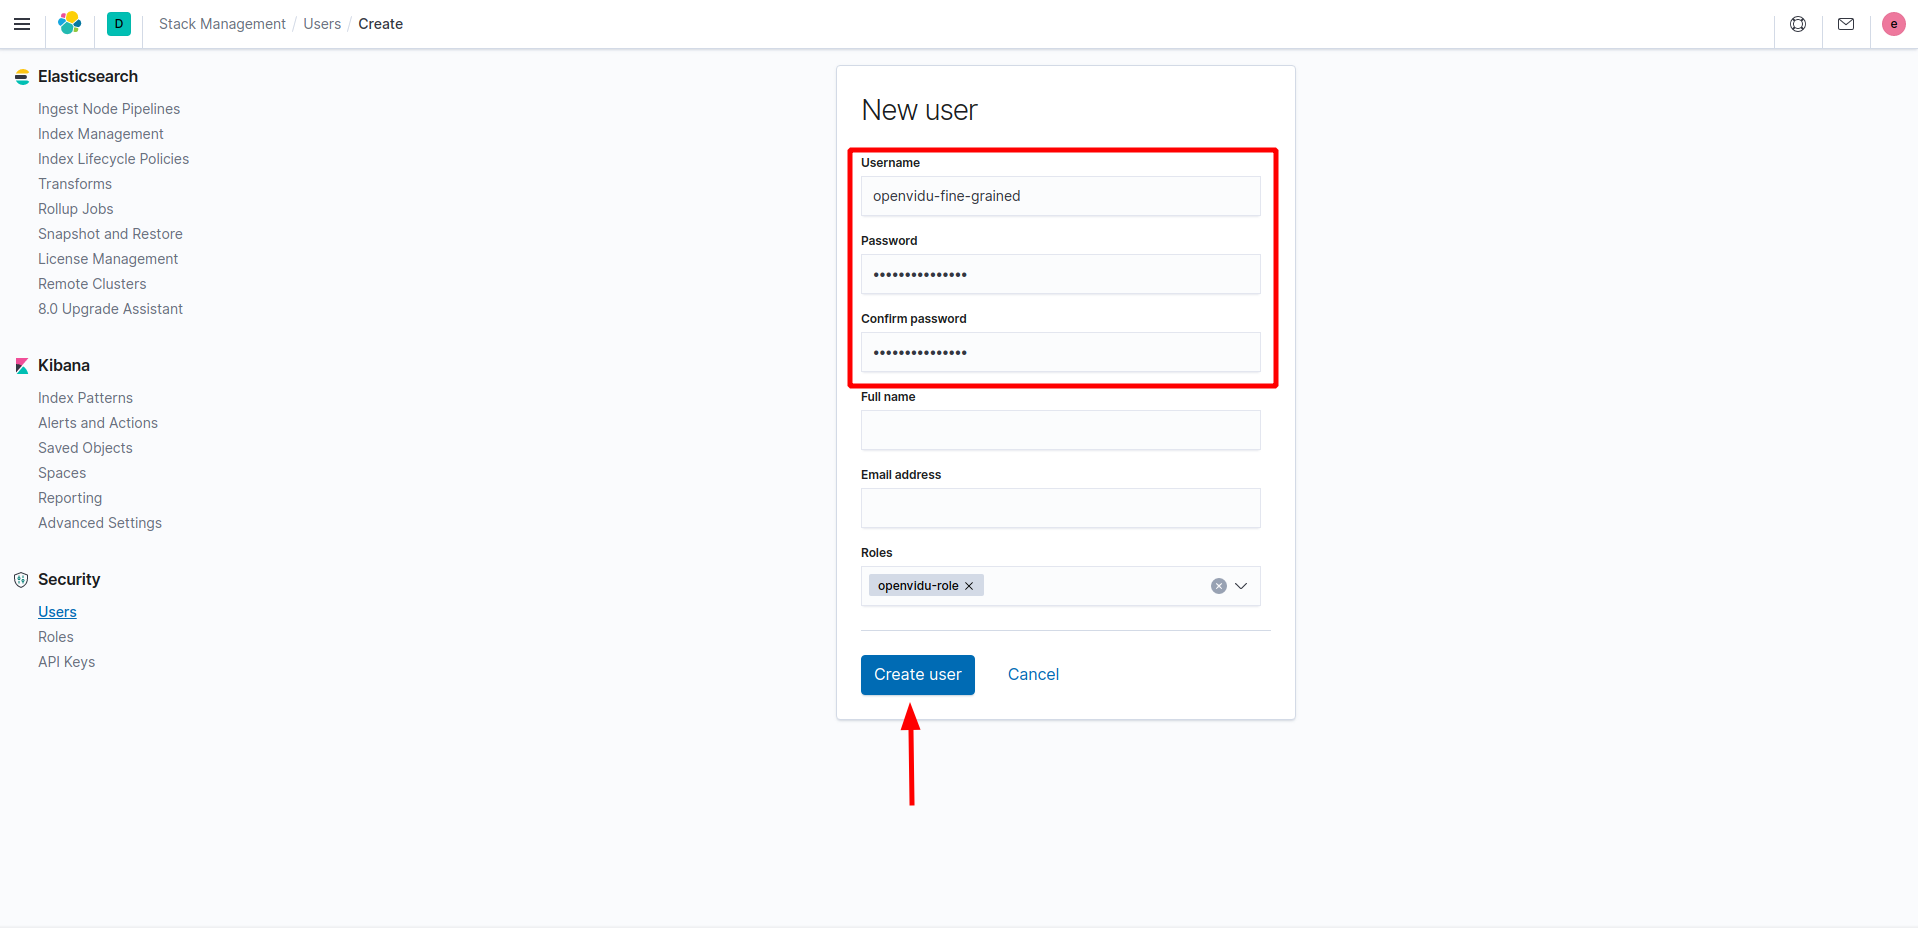 D Stack Management / Users / Create e
Elasticsearch
Ingest Node Pipelines
Index Management
Index Lifecycle Policies
Transforms
Rollup Jobs
Snapshot and Restore
License Management
Remote Clusters
8.0 Upgrade Assistant
Kibana
Index Patterns
Alerts and Actions
Saved Objects
Spaces
Reporting
Advanced Settings
Security
Users
Roles
API Keys
New user
Username
openvidu-fine-grained
Password
•••••••••••••••
Confirm password
•••••••••••••••
Full name
Email address
Roles
openvidu-role
Create user Cancel